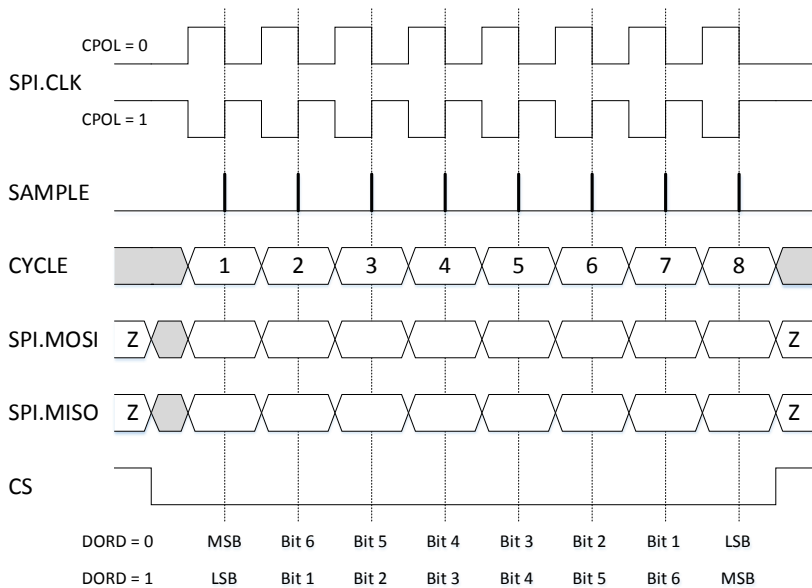 CPOL = 0
SPI.CLK
CPOL = 1
SAMPLE
CYCLE 1 2 3 4 5 6 7 8
SPI.MOSI Z Z
SPI.MISO Z Z
CS
DORD = 0 MSB Bit 6 Bit 5 Bit 4 Bit 3 Bit 2 Bit 1 LSB
DORD = 1 LSB Bit 1 Bit 2 Bit 3 Bit 4 Bit 5 Bit 6 MSB